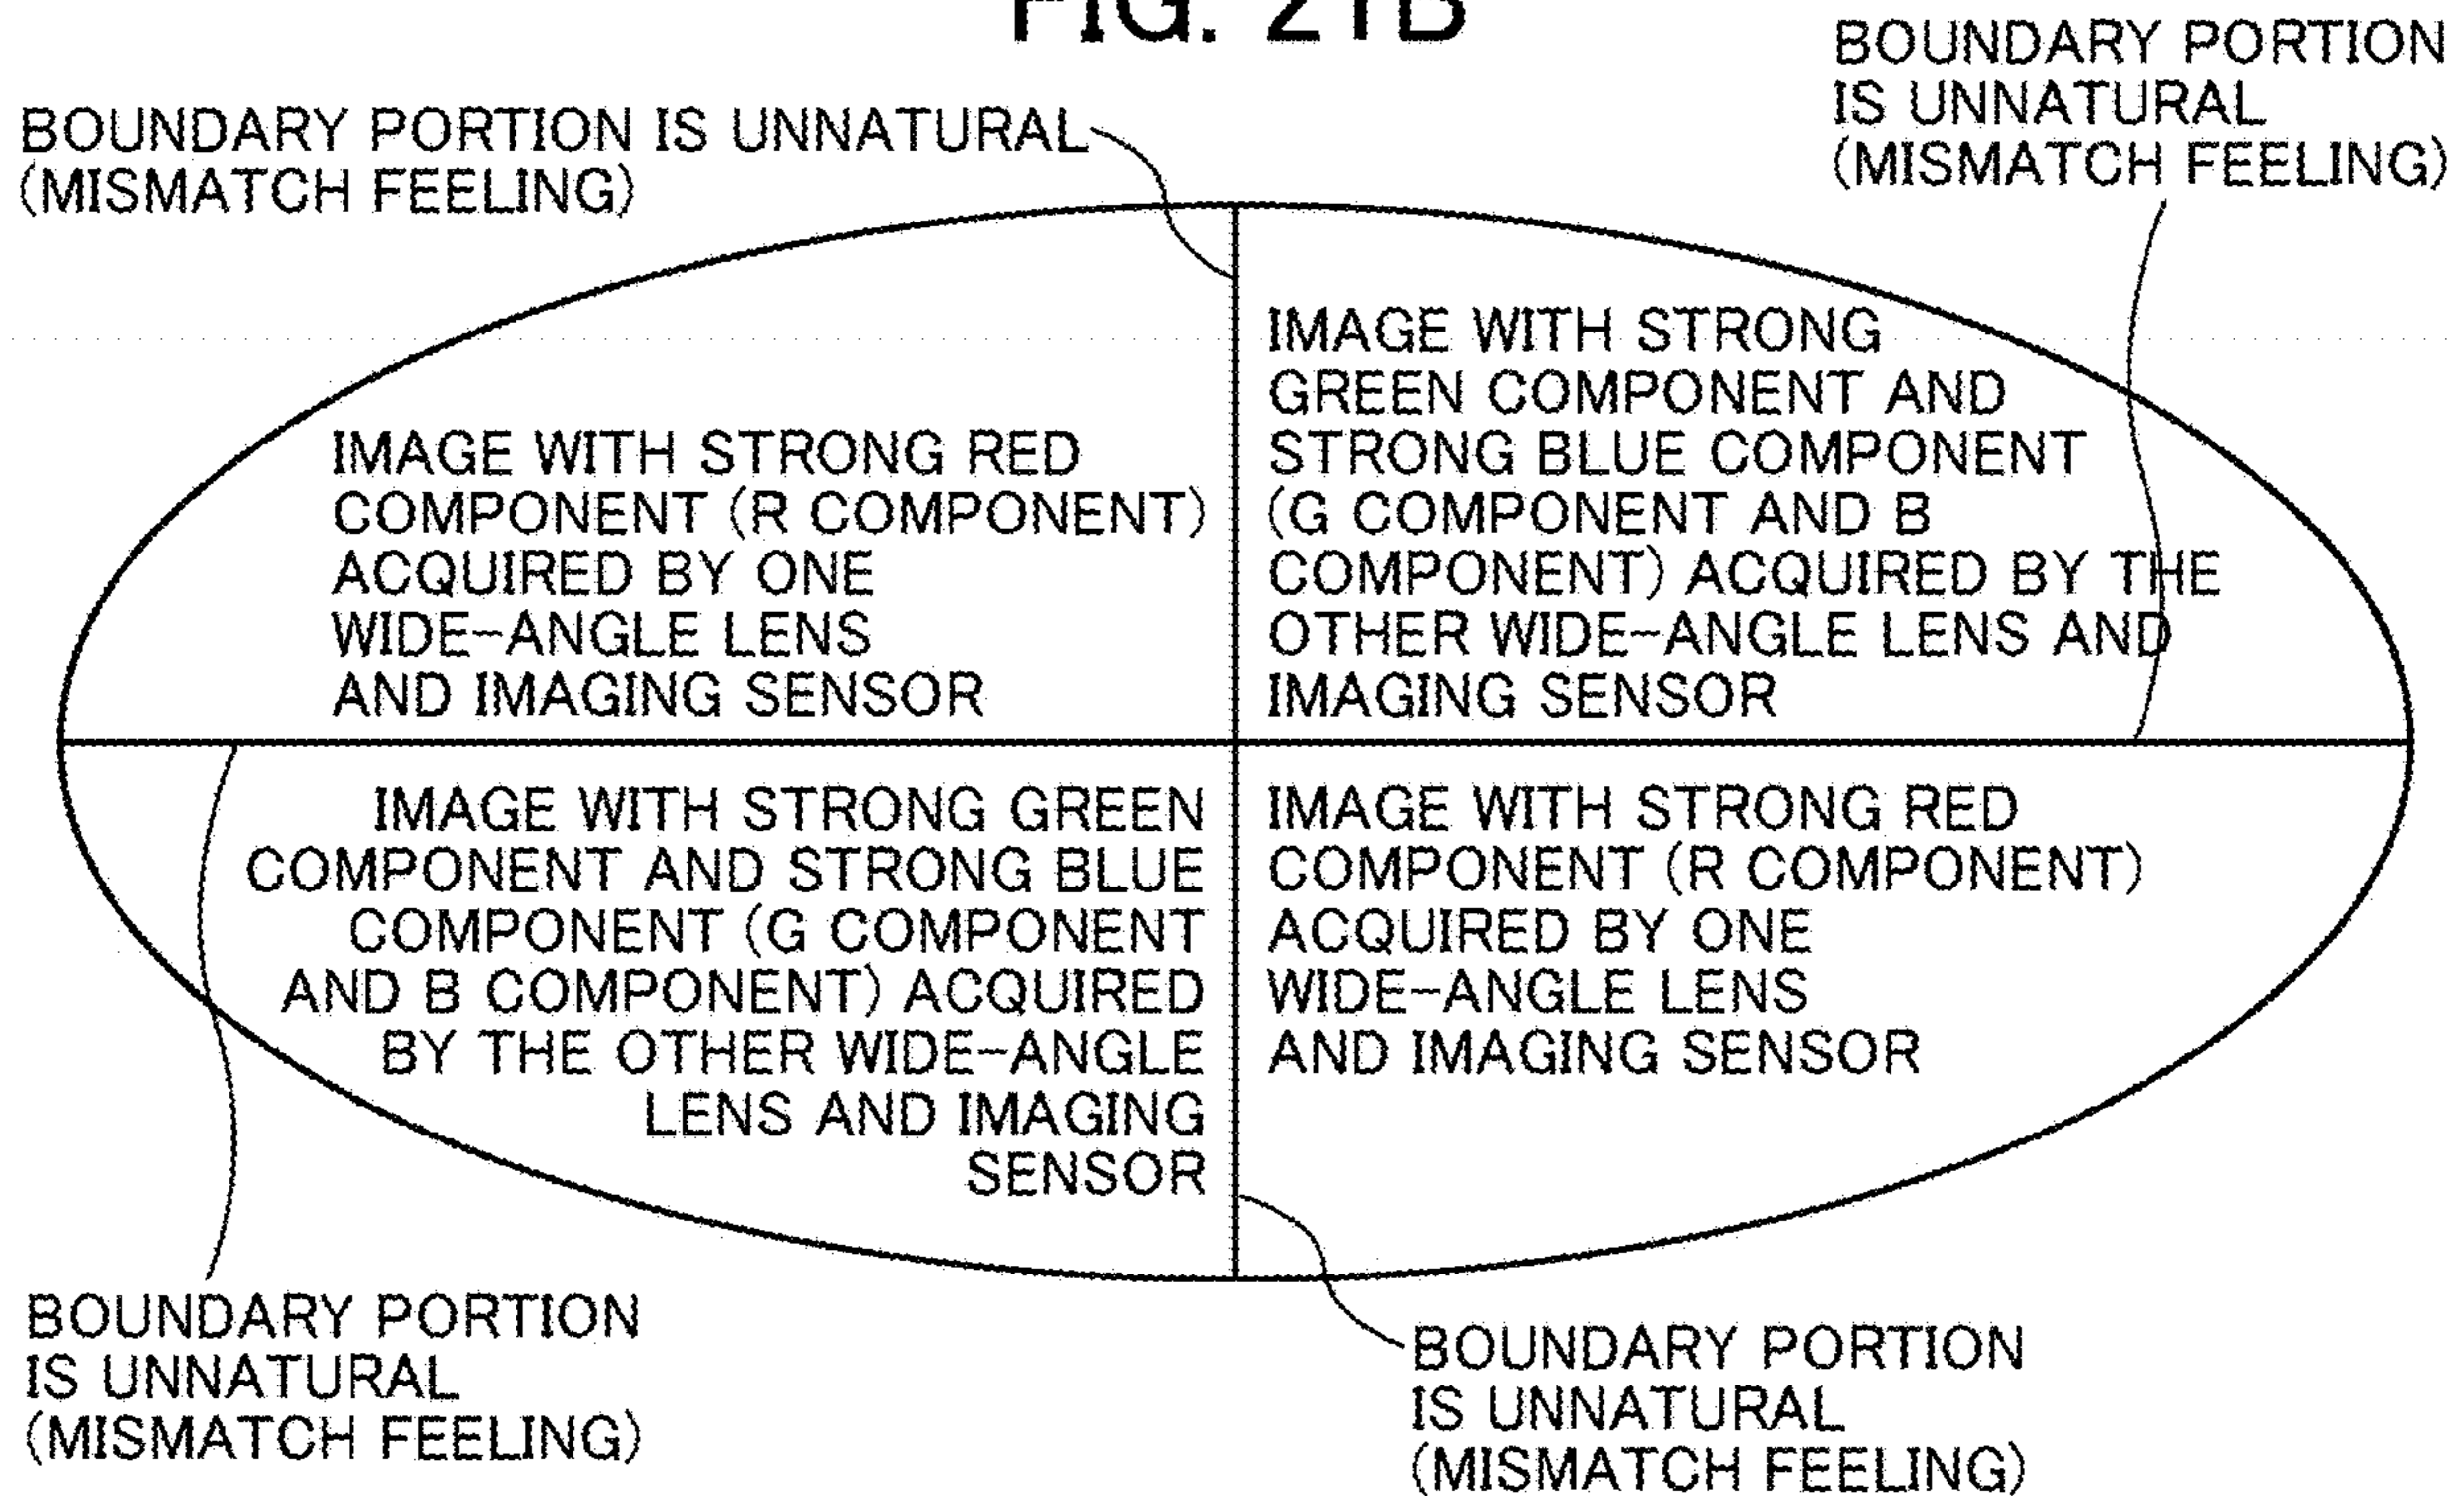 FIG. 21B
BOUNDARY PORTION IS UNNATURAL
(MISMATCH FEELING)
BOUNDARY PORTION
IS UNNATURAL
(MISMATCH FEELING)
IMAGE WITH STRONG RED
COMPONENT (R COMPONENT)
ACQUIRED BY ONE
WIDE-ANGLE LENS
AND IMAGING SENSOR
IMAGE WITH STRONG
GREEN COMPONENT AND
STRONG BLUE COMPONENT
(G COMPONENT AND B
COMPONENT) ACQUIRED BY THE
OTHER WIDE-ANGLE LENS AND
IMAGING SENSOR
IMAGE WITH STRONG GREEN
COMPONENT AND STRONG BLUE
COMPONENT (G COMPONENT
AND B COMPONENT) ACQUIRED
BY THE OTHER WIDE-ANGLE
LENS AND IMAGING
SENSOR
IMAGE WITH STRONG RED
COMPONENT (R COMPONENT)
ACQUIRED BY ONE
WIDE-ANGLE LENS
AND IMAGING SENSOR
BOUNDARY PORTION
IS UNNATURAL
(MISMATCH FEELING)
BOUNDARY PORTION
IS UNNATURAL
(MISMATCH FEELING)